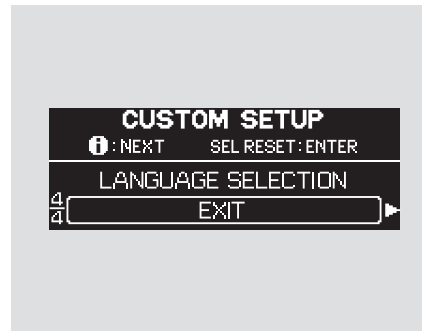 CUSTOM SETUP
i:NEXT SEL RESET:ENTER
LANGUAGE SELECTION
4/4 EXIT